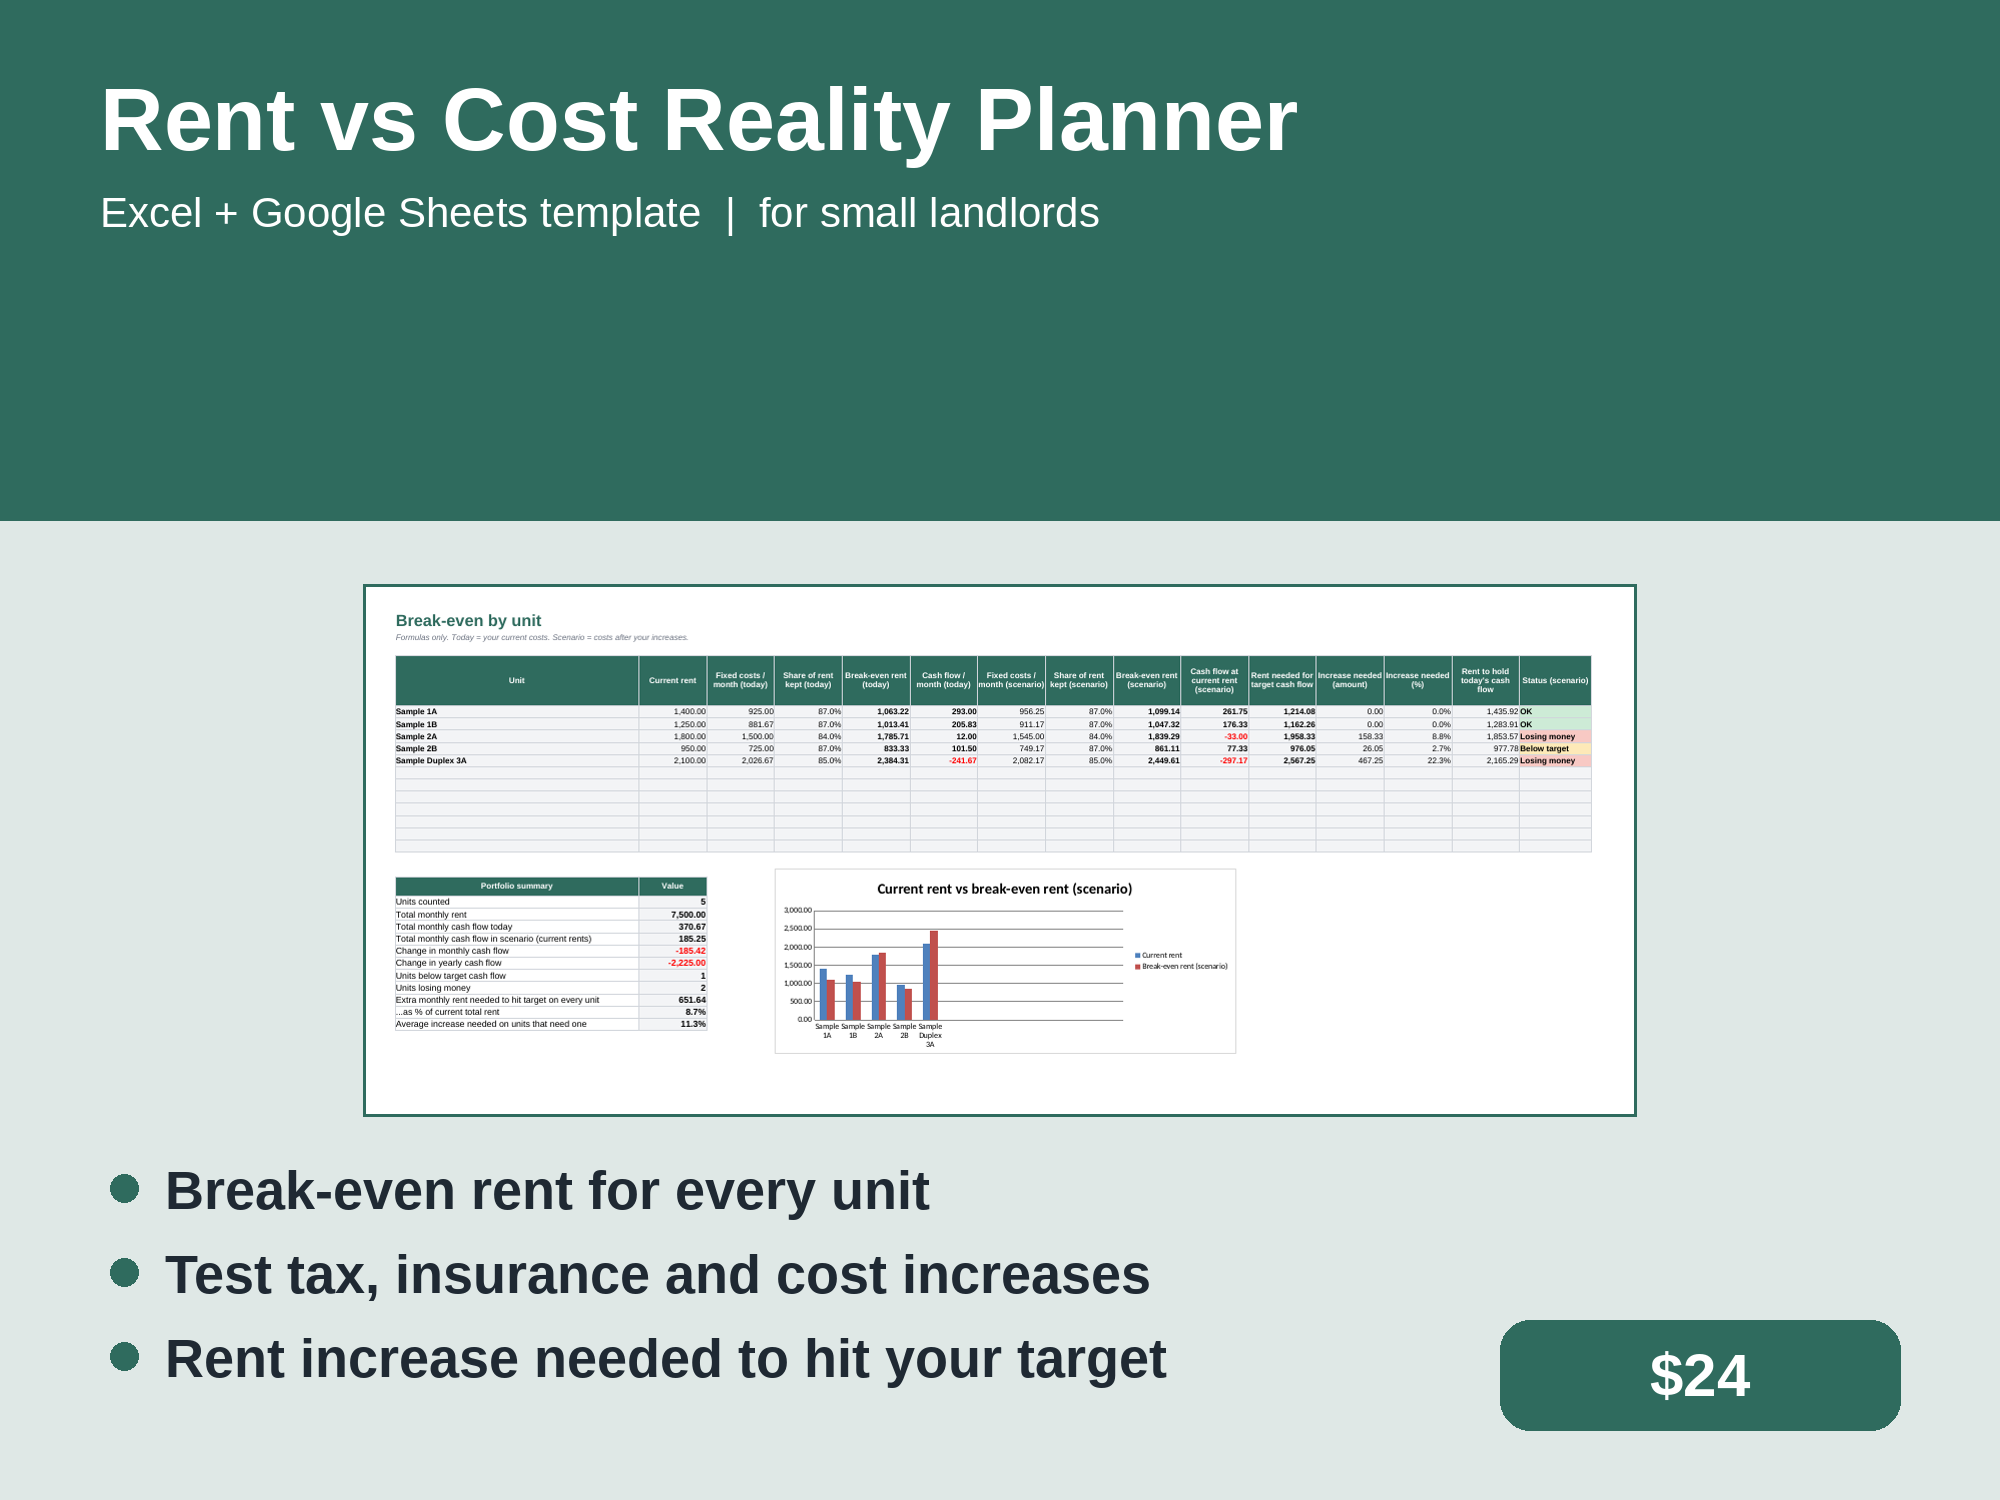 Rent vs Cost Reality Planner
Excel + Google Sheets template | for small landlords
Break-even by unit
Formulas only. Today = your current costs. Scenario = costs after your increases.
Unit Current rent Fixed costs / month (today) Share of rent kept (today) Break-even rent (today) Cash flow / month (today) Fixed costs / month (scenario) Share of rent kept (scenario) Break-even rent (scenario) Cash flow at current rent (scenario) Rent needed for target cash flow Increase needed (amount) Increase needed (%) Rent to hold today's cash flow Status (scenario)
Sample 1A 1,400.00 925.00 87.0% 1,063.22 293.00 956.25 87.0% 1,099.14 261.75 1,214.08 0.00 0.0% 1,435.92 OK
Sample 1B 1,250.00 881.67 87.0% 1,013.41 205.83 911.17 87.0% 1,047.32 176.33 1,162.26 0.00 0.0% 1,283.91 OK
Sample 2A 1,800.00 1,500.00 84.0% 1,785.71 12.00 1,545.00 84.0% 1,839.29 -33.00 1,958.33 158.33 8.8% 1,853.57 Losing money
Sample 2B 950.00 725.00 87.0% 833.33 101.50 749.17 87.0% 861.11 77.33 976.05 26.05 2.7% 977.78 Below target
Sample Duplex 3A 2,100.00 2,026.67 85.0% 2,384.31 -241.67 2,082.17 85.0% 2,449.61 -297.17 2,567.25 467.25 22.3% 2,165.29 Losing money
Portfolio summary Value
Units counted 5
Total monthly rent 7,500.00
Total monthly cash flow today 370.67
Total monthly cash flow in scenario (current rents) 185.25
Change in monthly cash flow -185.42
Change in yearly cash flow -2,225.00
Units below target cash flow 1
Units losing money 2
Extra monthly rent needed to hit target on every unit 651.64
...as % of current total rent 8.7%
Average increase needed on units that need one 11.3%
Current rent vs break-even rent (scenario)
3,000.00
2,500.00
2,000.00
1,500.00
1,000.00
500.00
0.00
Sample 1A Sample 1B Sample 2A Sample 2B Sample Duplex 3A
Current rent
Break-even rent (scenario)
Break-even rent for every unit
Test tax, insurance and cost increases
Rent increase needed to hit your target
$24